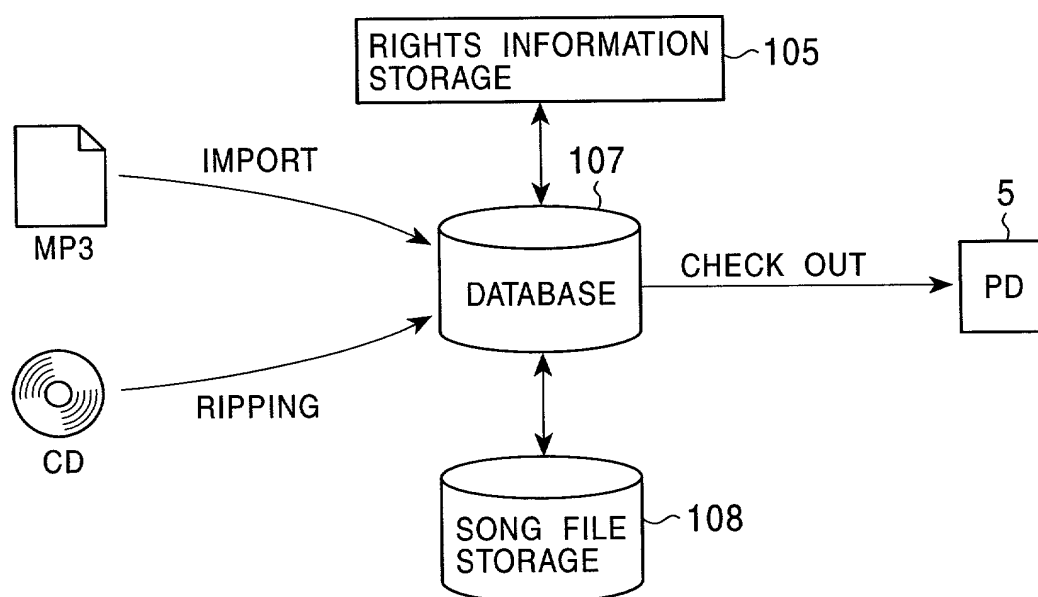 RIGHTS INFORMATION
STORAGE
105
IMPORT
107
MP3
5
CHECK OUT
DATABASE
PD
RIPPING
CD
SONG FILE
STORAGE
108